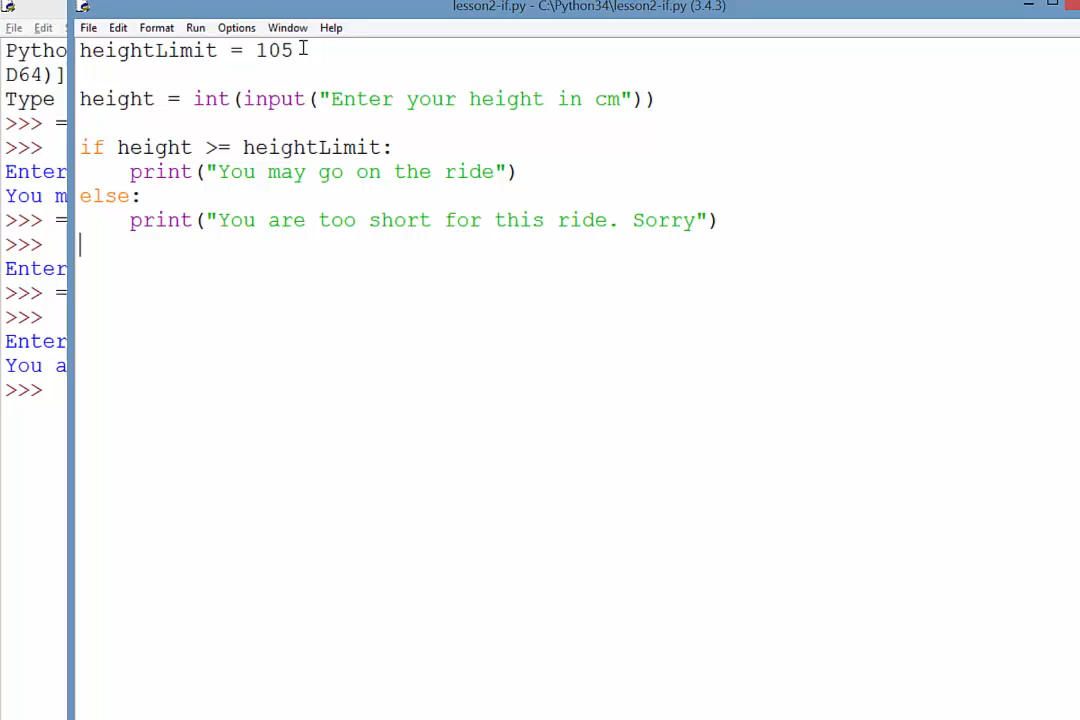 lesson2-if.py - C:\Python34\lesson2-if.py (3.4.3)
File Edit
File Edit Format Run Options Window Help
Pytho
D64)]
Type
>>> =
>>>
Enter
You m
>>> =
>>>
Enter
>>> =
>>>
Enter
You a
>>>
heightLimit = 105
height = int(input("Enter your height in cm"))
if height >= heightLimit:
    print("You may go on the ride")
else:
    print("You are too short for this ride. Sorry")